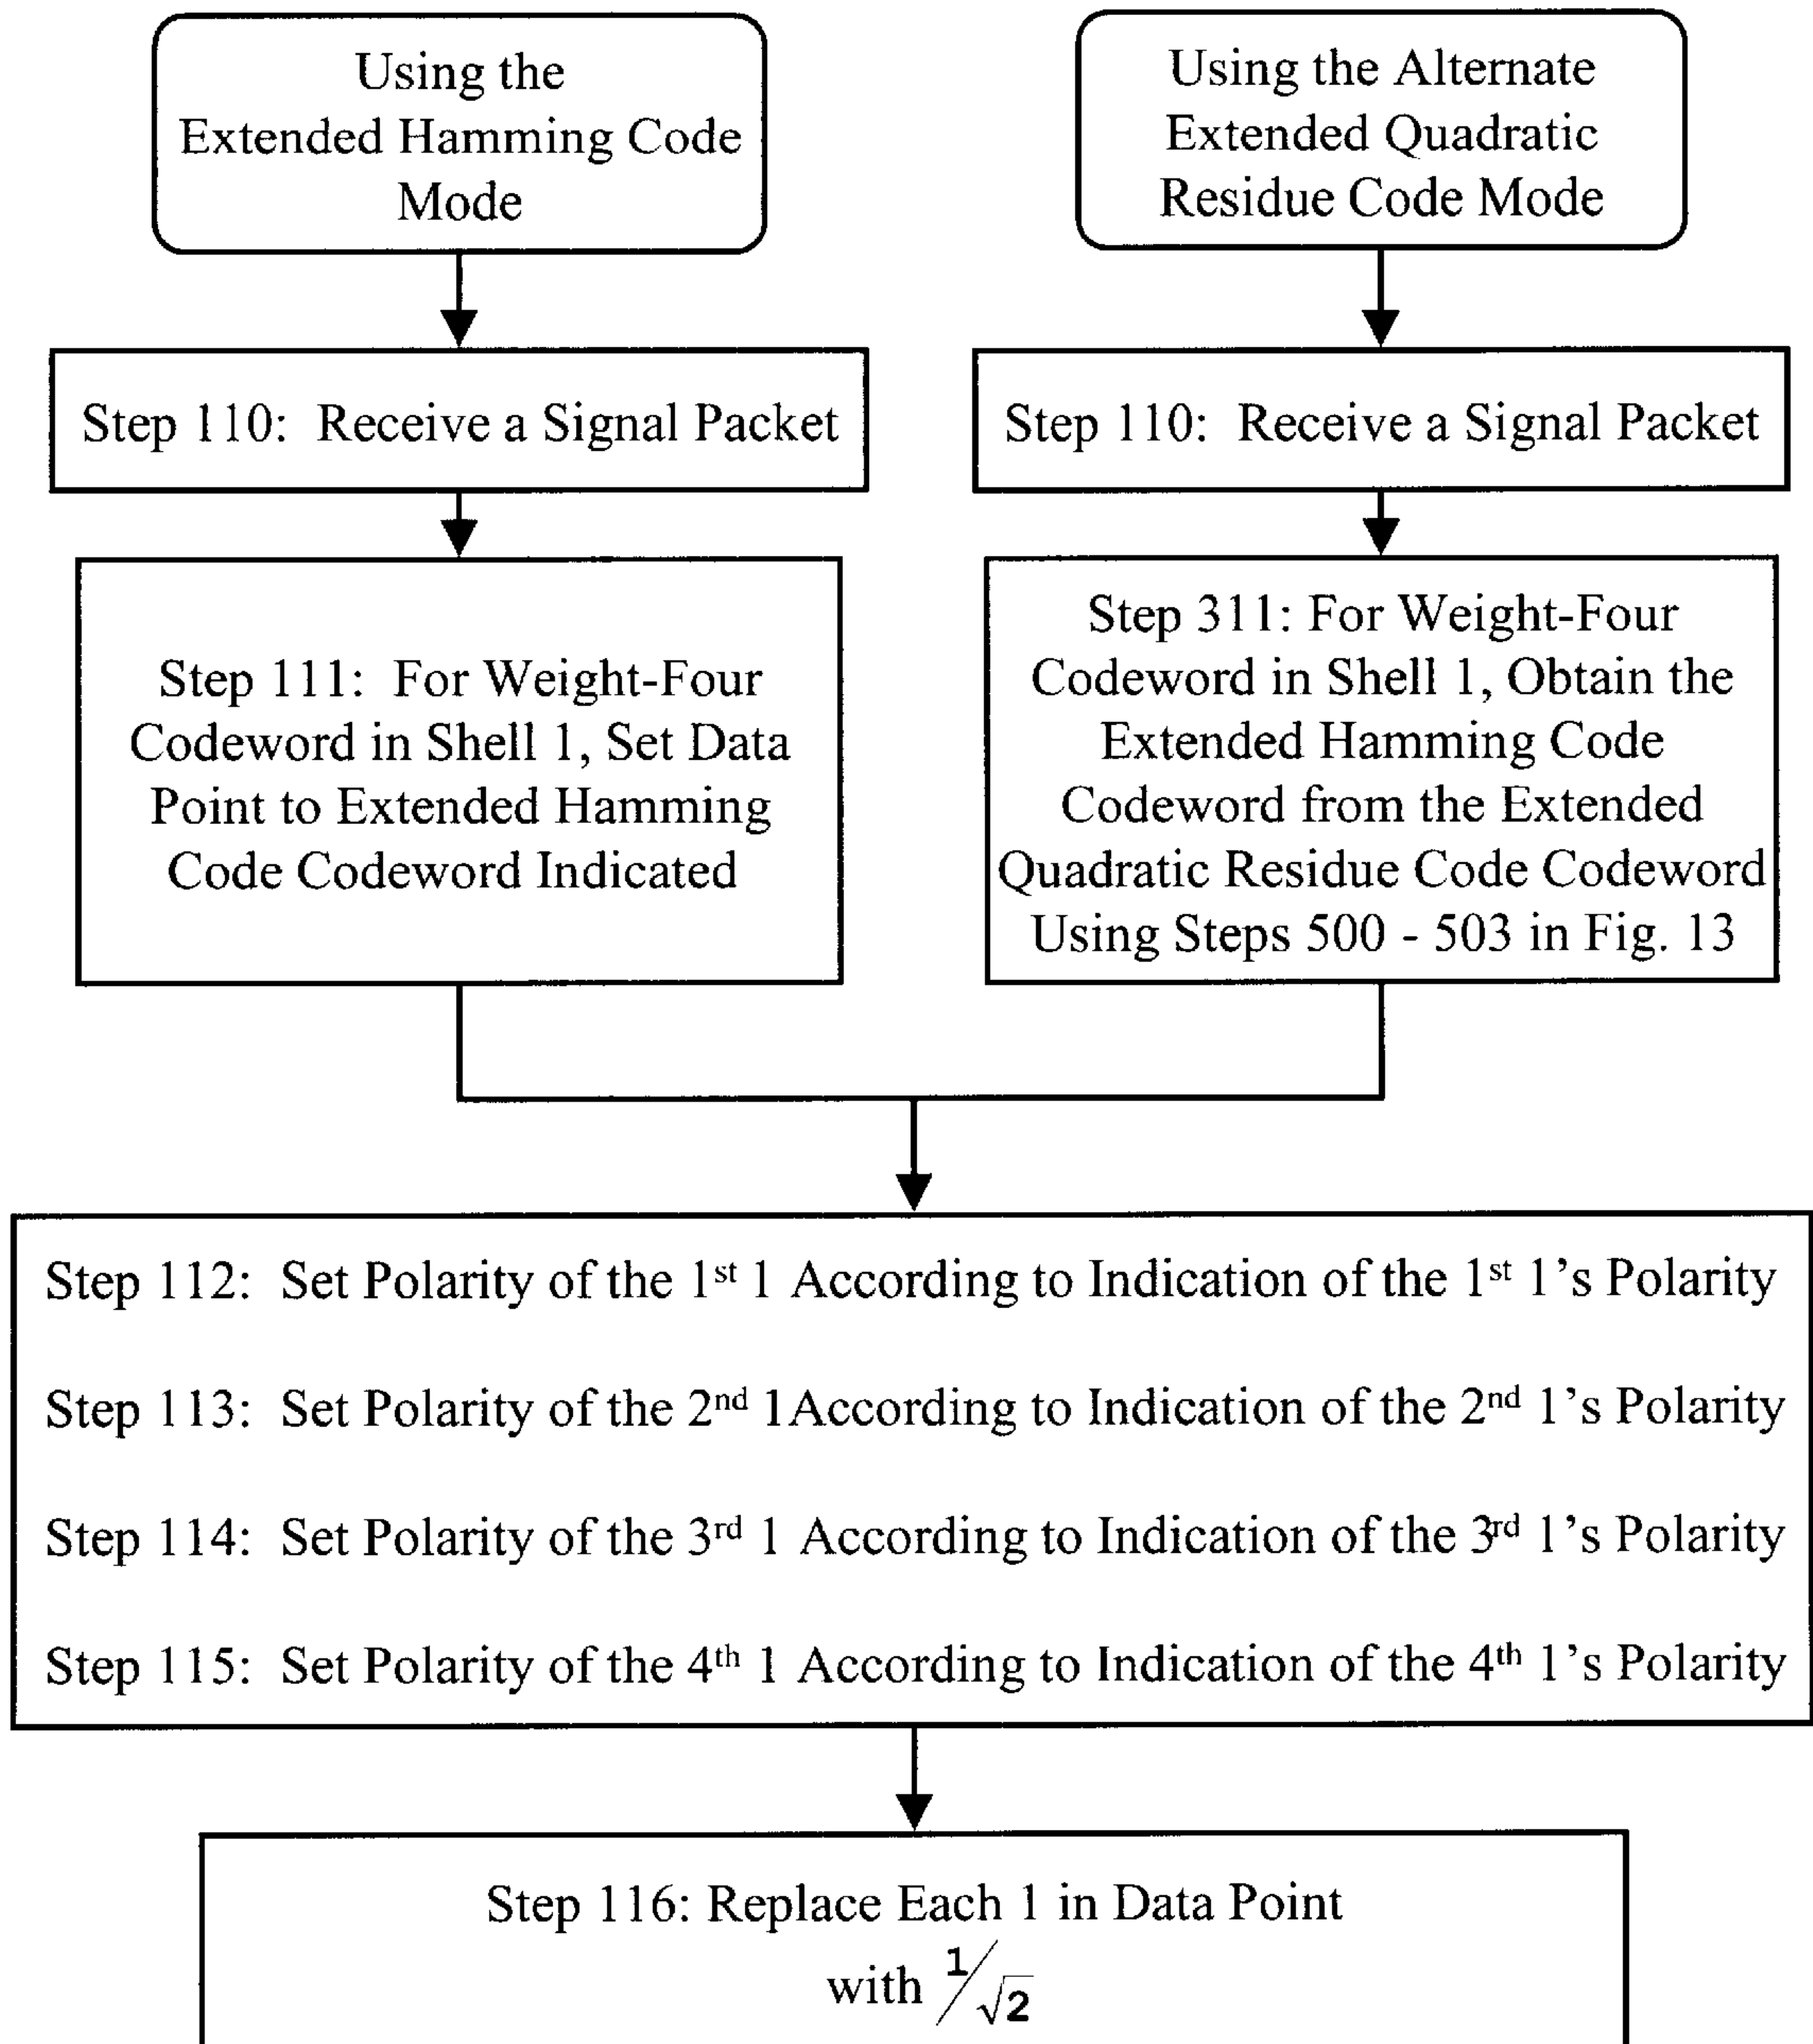 Using the
Extended Hamming Code
Mode
Using the Alternate
Extended Quadratic
Residue Code Mode
Step 110: Receive a Signal Packet
Step 110: Receive a Signal Packet
Step 111: For Weight-Four
Codeword in Shell 1, Set Data
Point to Extended Hamming
Code Codeword Indicated
Step 311: For Weight-Four
Codeword in Shell 1, Obtain the
Extended Hamming Code
Codeword from the Extended
Quadratic Residue Code Codeword
Using Steps 500 - 503 in Fig. 13
Step 112: Set Polarity of the 1st 1 According to Indication of the 1st 1's Polarity
Step 113: Set Polarity of the 2nd 1According to Indication of the 2nd 1's Polarity
Step 114: Set Polarity of the 3rd 1 According to Indication of the 3rd 1's Polarity
Step 115: Set Polarity of the 4th 1 According to Indication of the 4th 1's Polarity
Step 116: Replace Each 1 in Data Point
with 1/√2